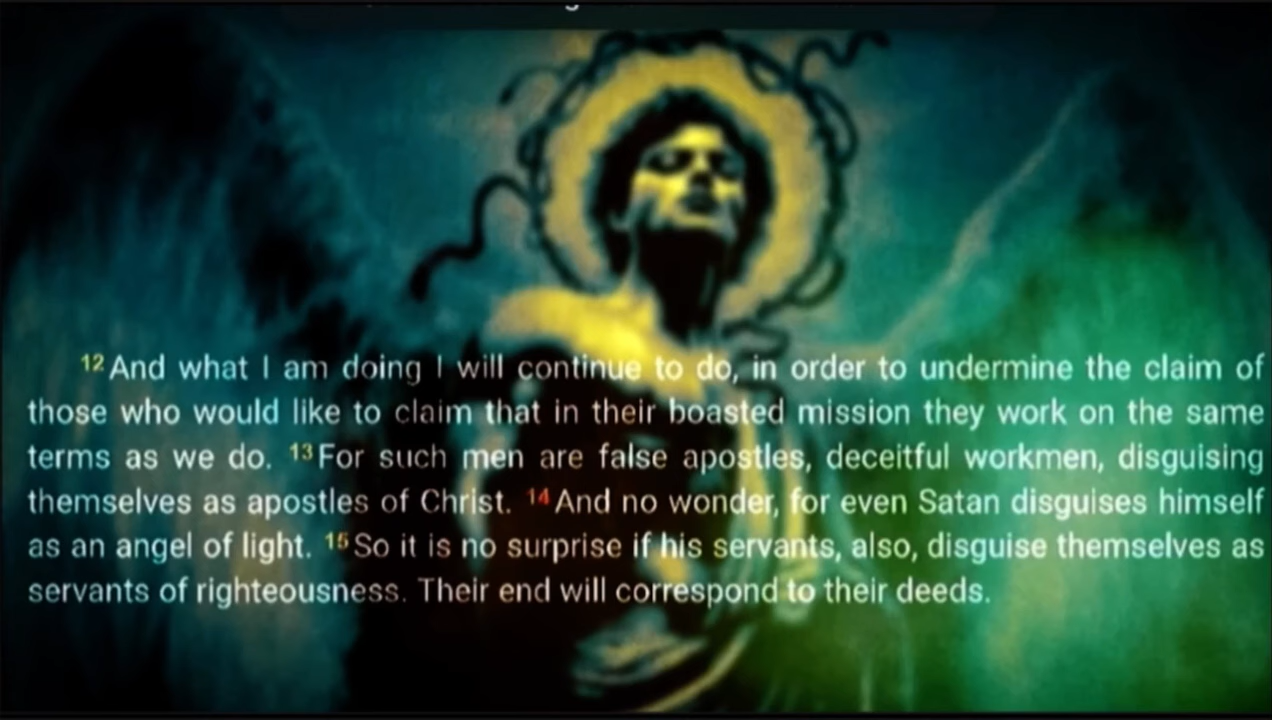 12 And what I am doing I will continue to do, in order to undermine the claim of
those who would like to claim that in their boasted mission they work on the same
terms as we do. 13 For such men are false apostles, deceitful workmen, disguising
themselves as apostles of Christ. 14 And no wonder, for even Satan disguises himself
as an angel of light. 15 So it is no surprise if his servants, also, disguise themselves as
servants of righteousness. Their end will correspond to their deeds.